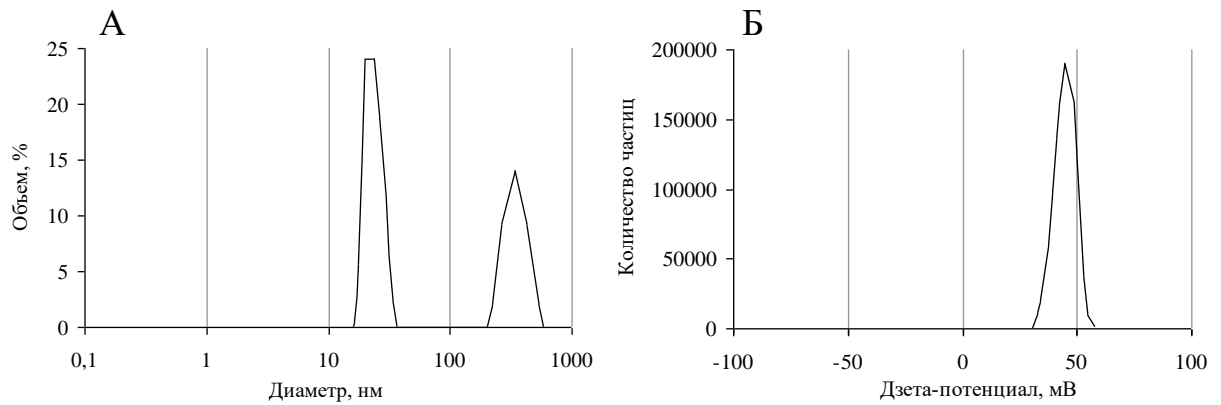 А
25
20
15
10
5
0
Объем, %
0,1 1 10 100 1000
Диаметр, нм
Б
200000
150000
100000
50000
0
Количество частиц
-100 -50 0 50 100
Дзета-потенциал, мВ